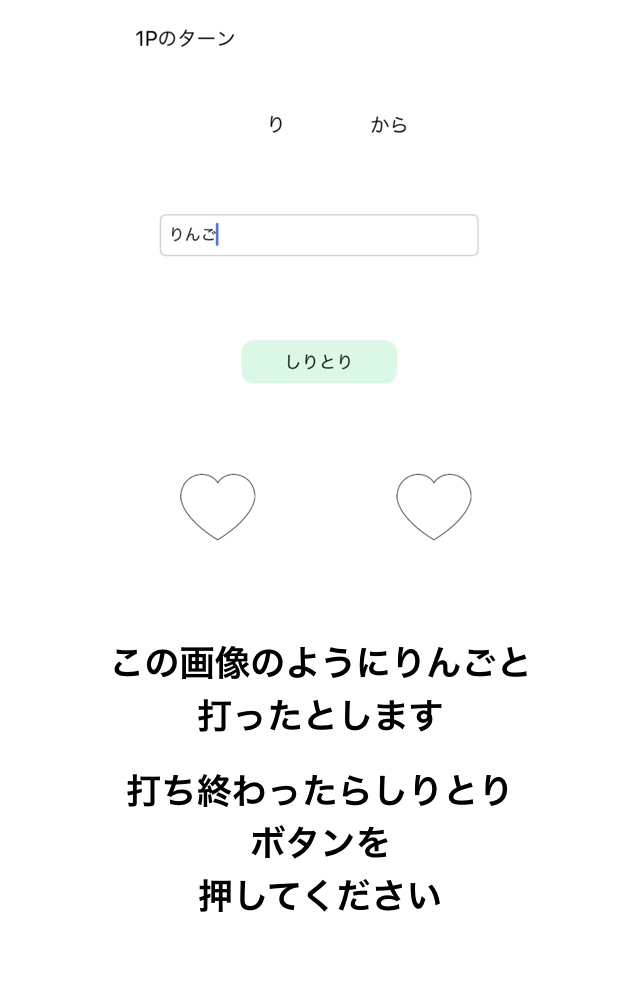 1Pのターン
り から
りんご
しりとり
この画像のようにりんごと
打ったとします
打ち終わったらしりとり
ボタンを
押してください